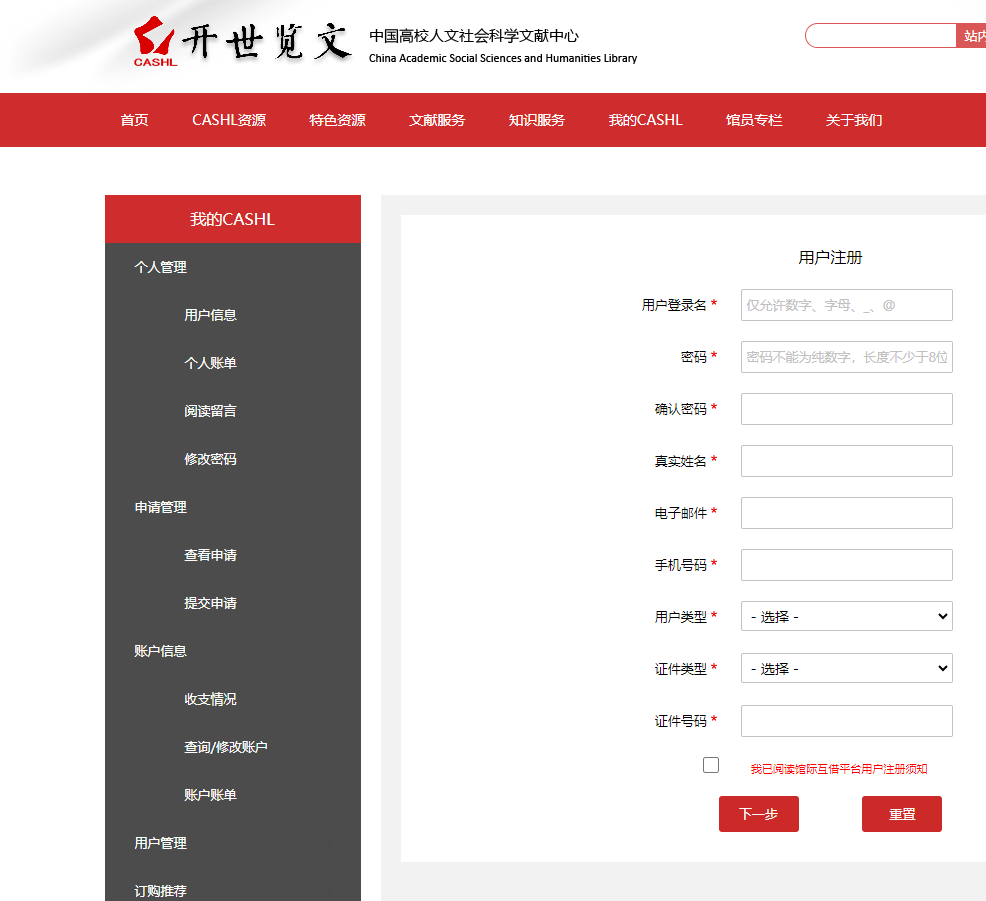 CASHL
开世览文
中国高校人文社会科学文献中心
China Academic Social Sciences and Humanities Library
站内
首页 CASHL资源 特色资源 文献服务 知识服务 我的CASHL 馆员专栏 关于我们
我的CASHL
个人管理
用户信息
个人账单
阅读留言
修改密码
申请管理
查看申请
提交申请
账户信息
收支情况
查询/修改账户
账户账单
用户管理
订购推荐
用户注册
用户登录名 * 仅允许数字、字母、_、@
密码 * 密码不能为纯数字，长度不少于8位
确认密码 *
真实姓名 *
电子邮件 *
手机号码 *
用户类型 * - 选择 -
证件类型 * - 选择 -
证件号码 *
我已阅读馆际互借平台用户注册须知
下一步 重置